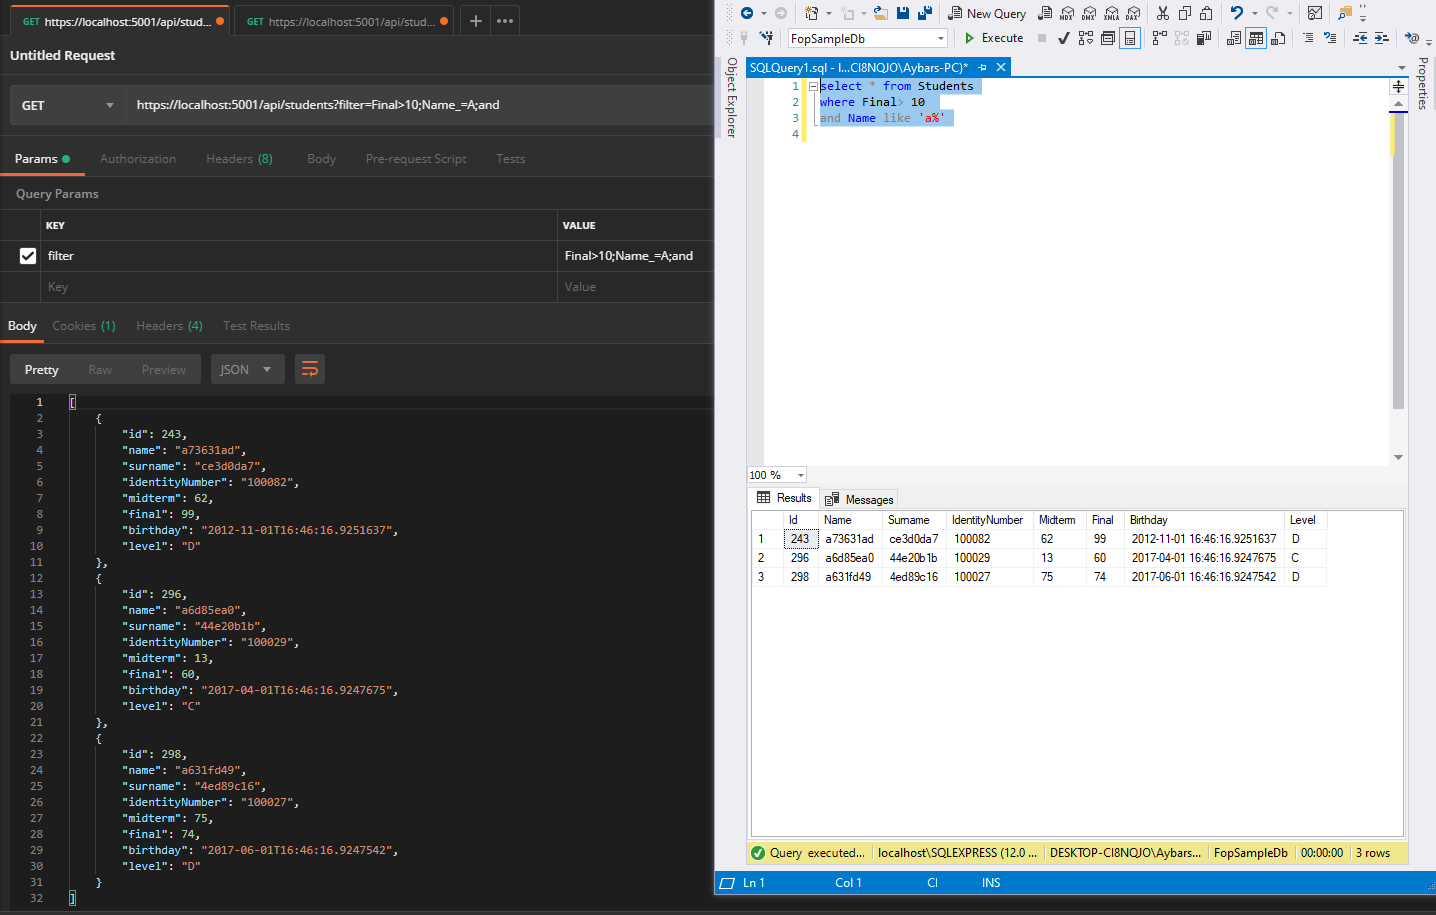 GET https://localhost:5001/api/stud...
GET https://localhost:5001/api/stud...
Untitled Request
GET
https://localhost:5001/api/students?filter=Final>10;Name_=A;and
Params
Authorization
Headers (8)
Body
Pre-request Script
Tests
Query Params
KEY
VALUE
filter
Final>10;Name_=A;and
Key
Value
Body
Cookies (1)
Headers (4)
Test Results
Pretty
Raw
Preview
JSON
1 [
2 {
3 "id": 243,
4 "name": "a73631ad",
5 "surname": "ce3d0da7",
6 "identityNumber": "100082",
7 "midterm": 62,
8 "final": 99,
9 "birthday": "2012-11-01T16:46:16.9251637",
10 "level": "D"
11 },
12 {
13 "id": 296,
14 "name": "a6d85ea0",
15 "surname": "44e20b1b",
16 "identityNumber": "100029",
17 "midterm": 13,
18 "final": 60,
19 "birthday": "2017-04-01T16:46:16.9247675",
20 "level": "C"
21 },
22 {
23 "id": 298,
24 "name": "a631fd49",
25 "surname": "4ed89c16",
26 "identityNumber": "100027",
27 "midterm": 75,
28 "final": 74,
29 "birthday": "2017-06-01T16:46:16.9247542",
30 "level": "D"
31 }
32 ]
New Query
MDX
DMX
XMLA
DAX
FopSampleDb
Execute
Object Explorer
SQLQuery1.sql - l...CI8NQJO\Aybars-PC)*
Properties
1 select * from Students
2 where Final> 10
3 and Name like 'a%'
4
100 %
Results
Messages
Id Name Surname IdentityNumber Midterm Final Birthday Level
1 243 a73631ad ce3d0da7 100082 62 99 2012-11-01 16:46:16.9251637 D
2 296 a6d85ea0 44e20b1b 100029 13 60 2017-04-01 16:46:16.9247675 C
3 298 a631fd49 4ed89c16 100027 75 74 2017-06-01 16:46:16.9247542 D
Query executed...
localhost\SQLEXPRESS (12.0 ...
DESKTOP-CI8NQJO\Aybars...
FopSampleDb
00:00:00
3 rows
Ln 1
Col 1
CI
INS